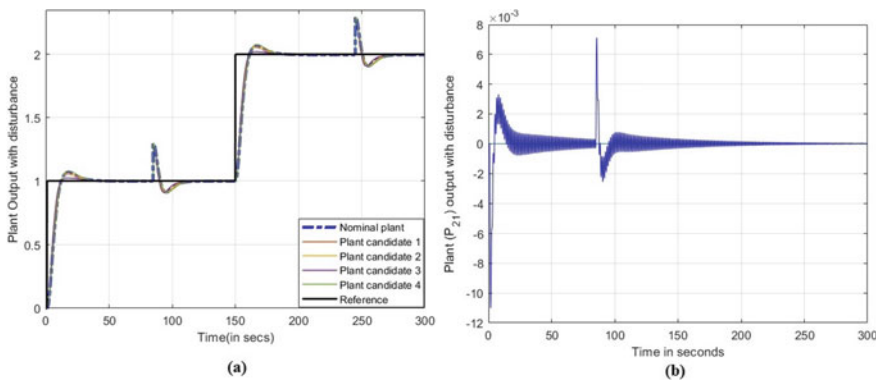 2
1.5
1
0.5
0
0 50 100 150 200 250 300
Plant Output with disturbance
Time(in secs)
Nominal plant
Plant candidate 1
Plant candidate 2
Plant candidate 3
Plant candidate 4
Reference
(a)
×10-3
8
6
4
2
0
-2
-4
-6
-8
-10
-12
0 50 100 150 200 250 300
Plant (P21) output with disturbance
Time in seconds
(b)